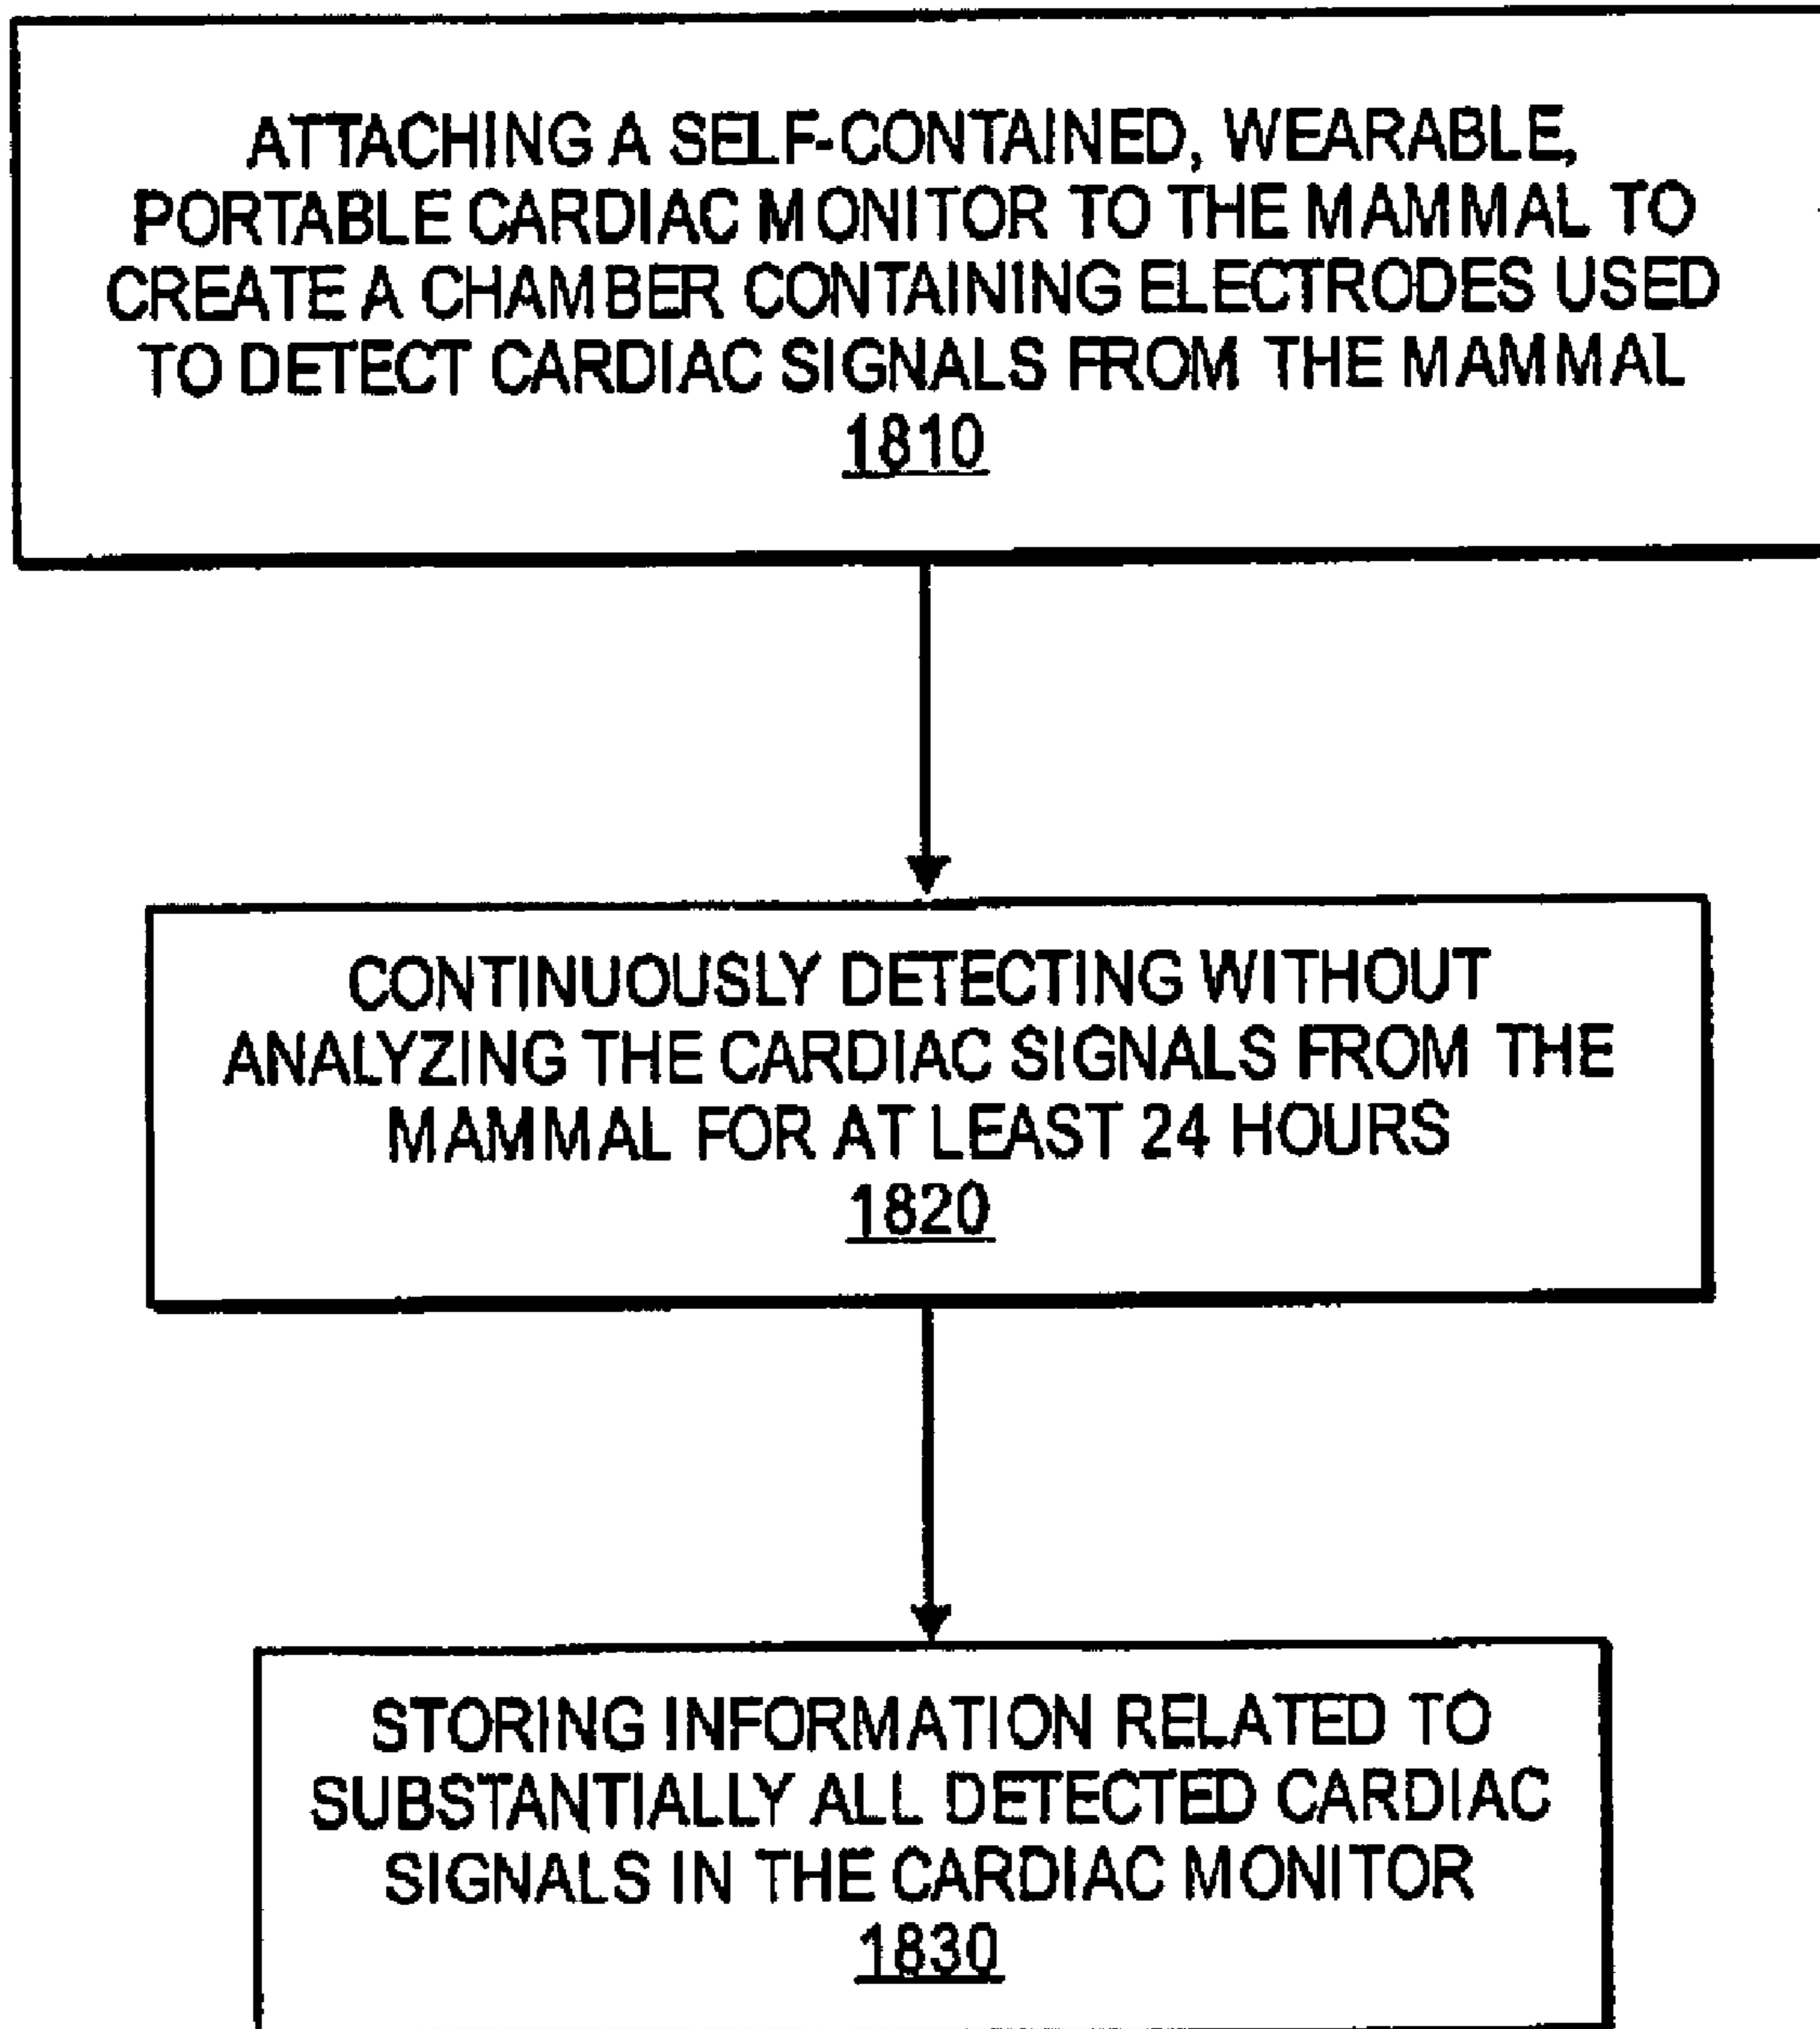 ATTACHING A SELF-CONTAINED, WEARABLE,
PORTABLE CARDIAC MONITOR TO THE MAMMAL TO
CREATE A CHAMBER CONTAINING ELECTRODES USED
TO DETECT CARDIAC SIGNALS FROM THE MAMMAL
1810
CONTINUOUSLY DETECTING WITHOUT
ANALYZING THE CARDIAC SIGNALS FROM THE
MAMMAL FOR AT LEAST 24 HOURS
1820
STORING INFORMATION RELATED TO
SUBSTANTIALLY ALL DETECTED CARDIAC
SIGNALS IN THE CARDIAC MONITOR
1830